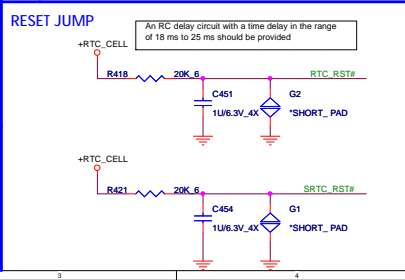 RESET JUMP
An RC delay circuit with a time delay in the range
of 18 ms to 25 ms should be provided
+RTC_CELL
R418 20K_6 RTC_RST#
C451 G2
1U/6.3V_4X *SHORT_ PAD
+RTC_CELL
R421 20K_6 SRTC_RST#
C454 G1
1U/6.3V_4X *SHORT_ PAD
3 4